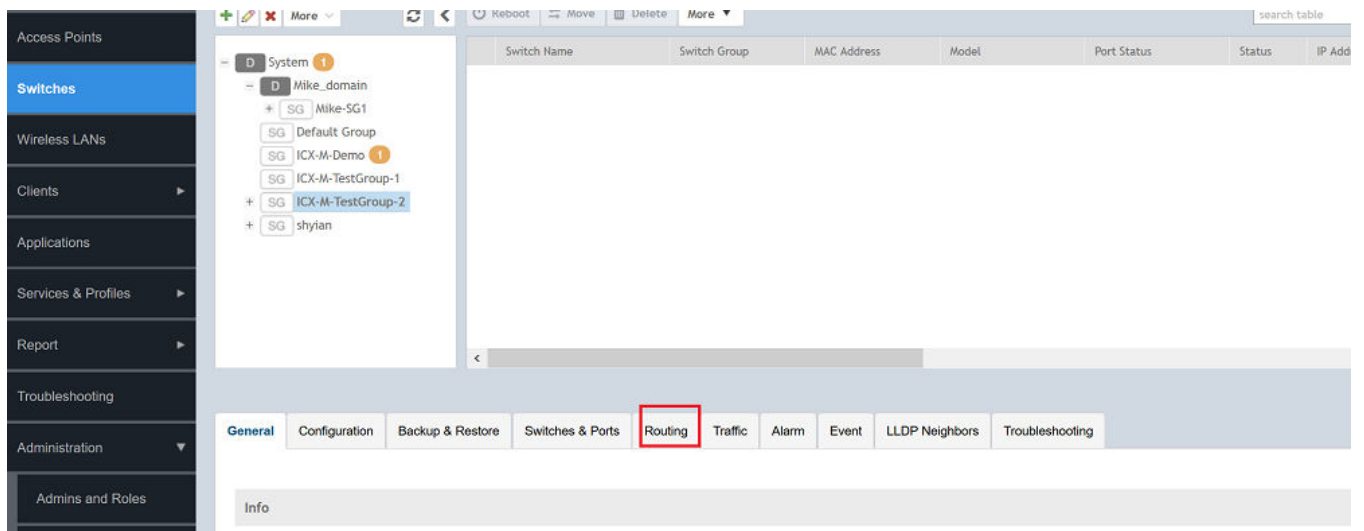 More
Reboot Move Delete More
search table
Access Points
Switches
Wireless LANs
Clients
Applications
Services & Profiles
Report
Troubleshooting
Administration
Admins and Roles
D System 1
D Mike_domain
SG Mike-SG1
SG Default Group
SG ICX-M-Demo 1
SG ICX-M-TestGroup-1
SG ICX-M-TestGroup-2
SG shyian
Switch Name Switch Group MAC Address Model Port Status Status IP Add
General Configuration Backup & Restore Switches & Ports Routing Traffic Alarm Event LLDP Neighbors Troubleshooting
Info